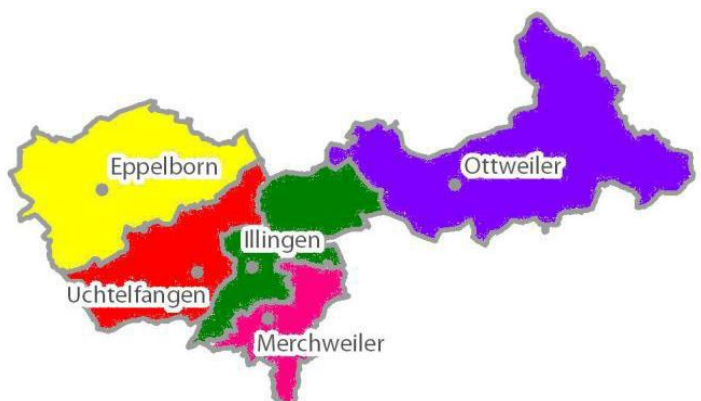 Eppelborn
Ottweiler
Illingen
Uchtelfangen
Merchweiler